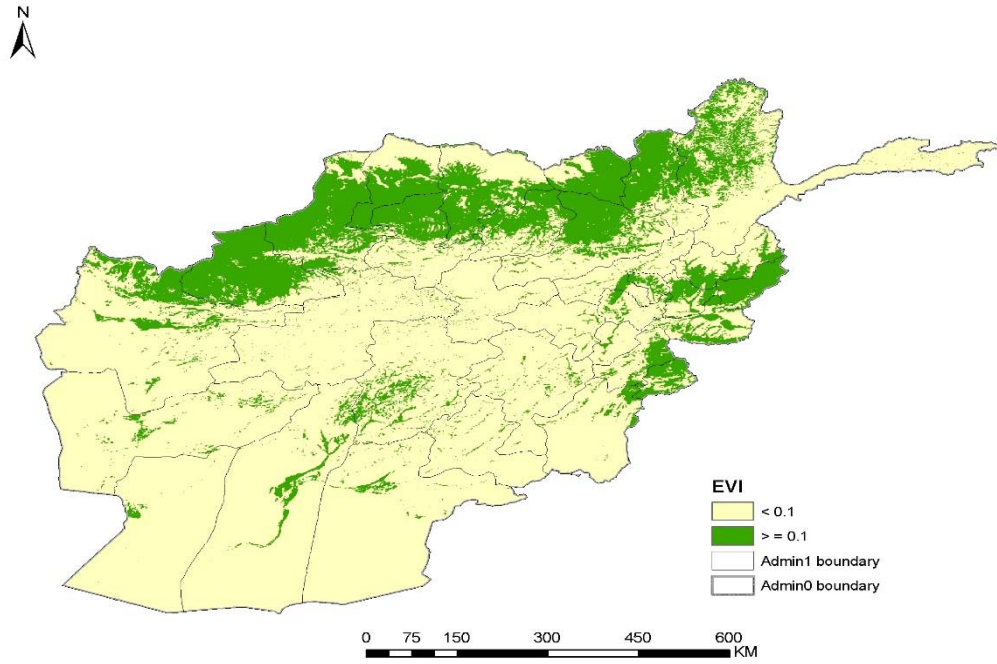 N
EVI
< 0.1
> = 0.1
Admin1 boundary
Admin0 boundary
0 75 150 300 450 600
KM